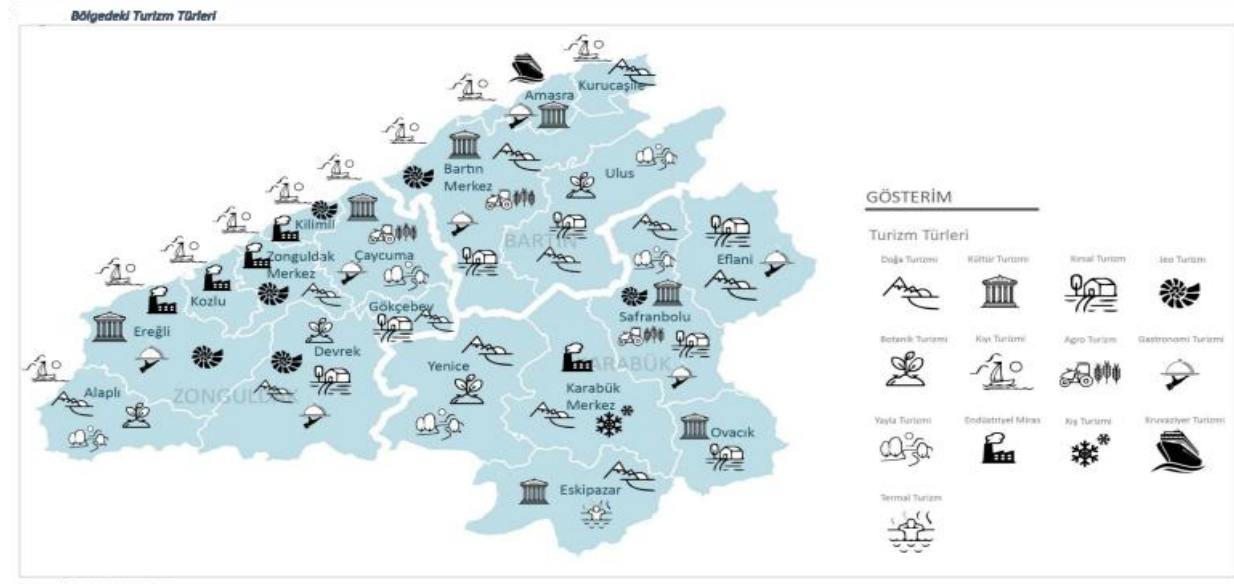 Bölgedeki Turizm Türleri
Kurucaşile
Amasra
Bartın
Merkez
Ulus
BARTIN
Kilimli
Zonguldak
Merkez
Çaycuma
Kozlu
Gökçebey
Ereğli
Devrek
Alaplı
ZONGULDAK
Eflani
Safranbolu
Yenice
KARABÜK
Karabük
Merkez
Ovacık
Eskipazar
GÖSTERİM
Turizm Türleri
Doğa Turizmi Kültür Turizmi Kırsal Turizm Jeo Turizm
Botanik Turizmi Kıyı Turizmi Agro Turizm Gastronomi Turizmi
Yayla Turizmi Endüstriyel Miras Kış Turizmi Kruvaziyer Turizmi
Termal Turizm